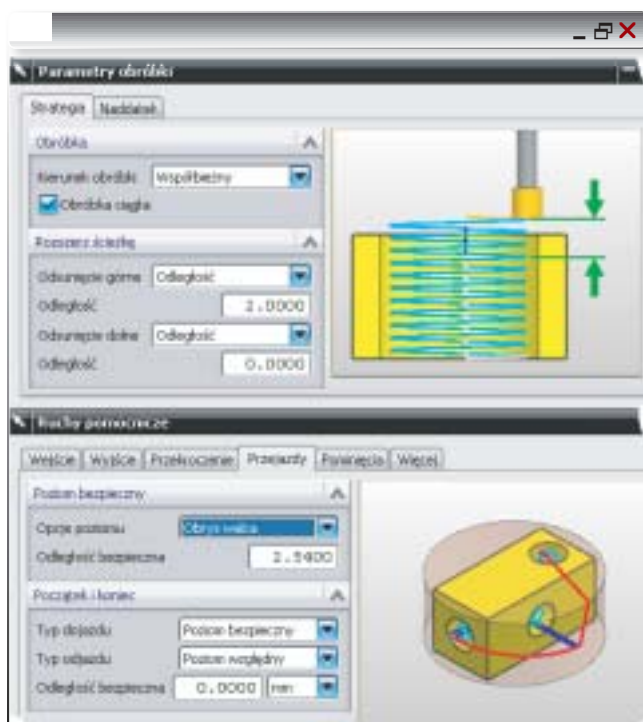 Parametry obróbki
Strategia Naddatek
Obróbka
Kierunek obróbki Współbieżny
Obróbka ciągła
Rozszerz ścieżkę
Odsunięcie górne Odległość
Odległość 2.0000
Odsunięcie dolne Odległość
Odległość 0.0000
Ruchy pomocnicze
Wejście Wyjście Przekroczenie Przejazdy Pominięcia Więcej
Poziom bezpieczny
Opcje poziomu Obrys walca
Odległość bezpieczna 2.5400
Początek i koniec
Typ dojazdu Poziom bezpieczny
Typ odjazdu Poziom względny
Odległość bezpieczna 0.0000 mm